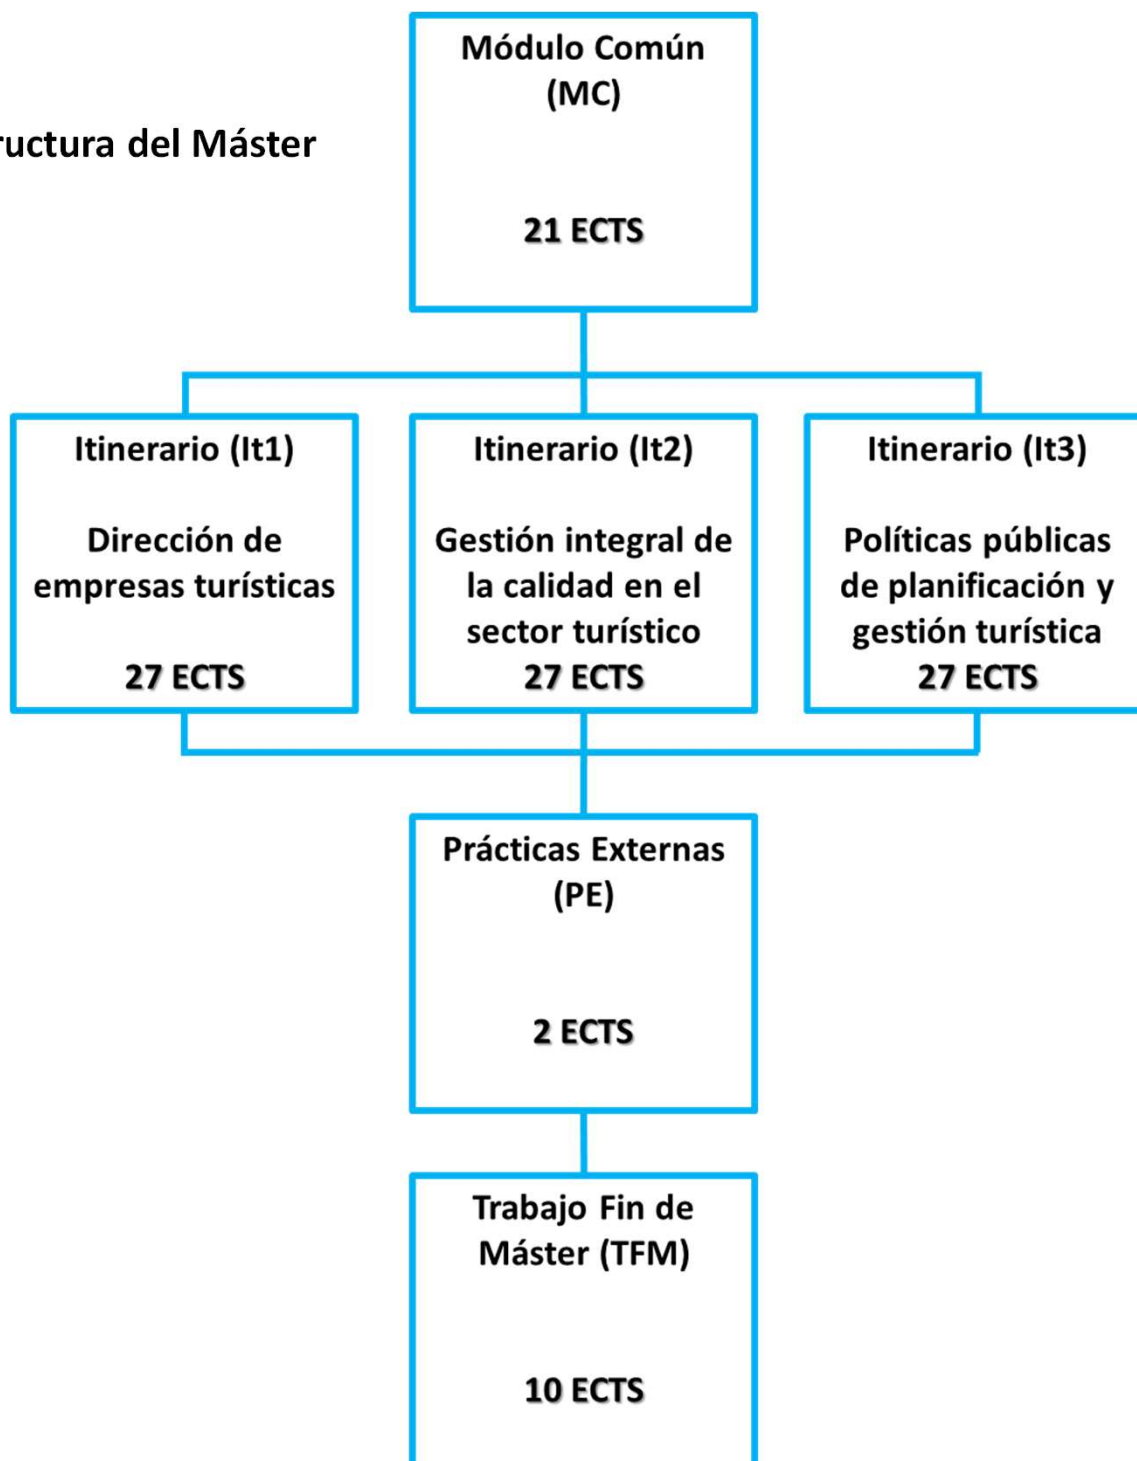 Módulo Común
(MC)
21 ECTS
ructura del Máster
Itinerario (It1)
Dirección de
empresas turísticas
27 ECTS
Itinerario (It2)
Gestión integral de
la calidad en el
sector turístico
27 ECTS
Itinerario (It3)
Políticas públicas
de planificación y
gestión turística
27 ECTS
Prácticas Externas
(PE)
2 ECTS
Trabajo Fin de
Máster (TFM)
10 ECTS